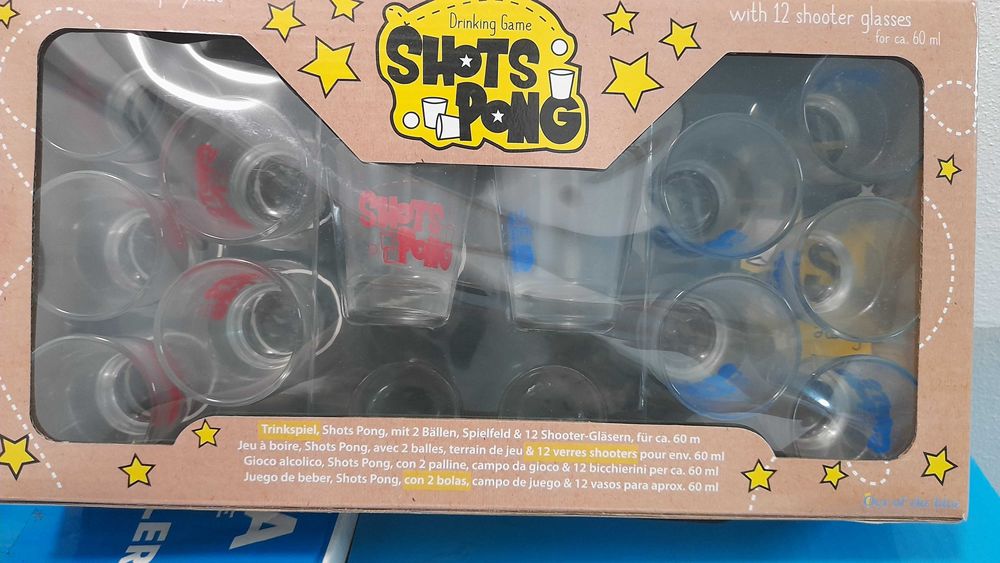 Drinking Game
SHOTS
PONG
with 12 shooter glasses
for ca. 60 ml
SHOTS
PONG
Trinkspiel, Shots Pong, mit 2 Bällen, Spielfeld & 12 Shooter-Gläsern, für ca. 60 m
Jeu à boire, Shots Pong, avec 2 balles, terrain de jeu & 12 verres shooters pour env. 60 ml
Gioco alcolico, Shots Pong, con 2 palline, campo da gioco & 12 bicchierini per ca. 60 ml
Juego de beber, Shots Pong, con 2 bolas, campo de juego & 12 vasos para aprox. 60 ml
Out of the blue
A
LER